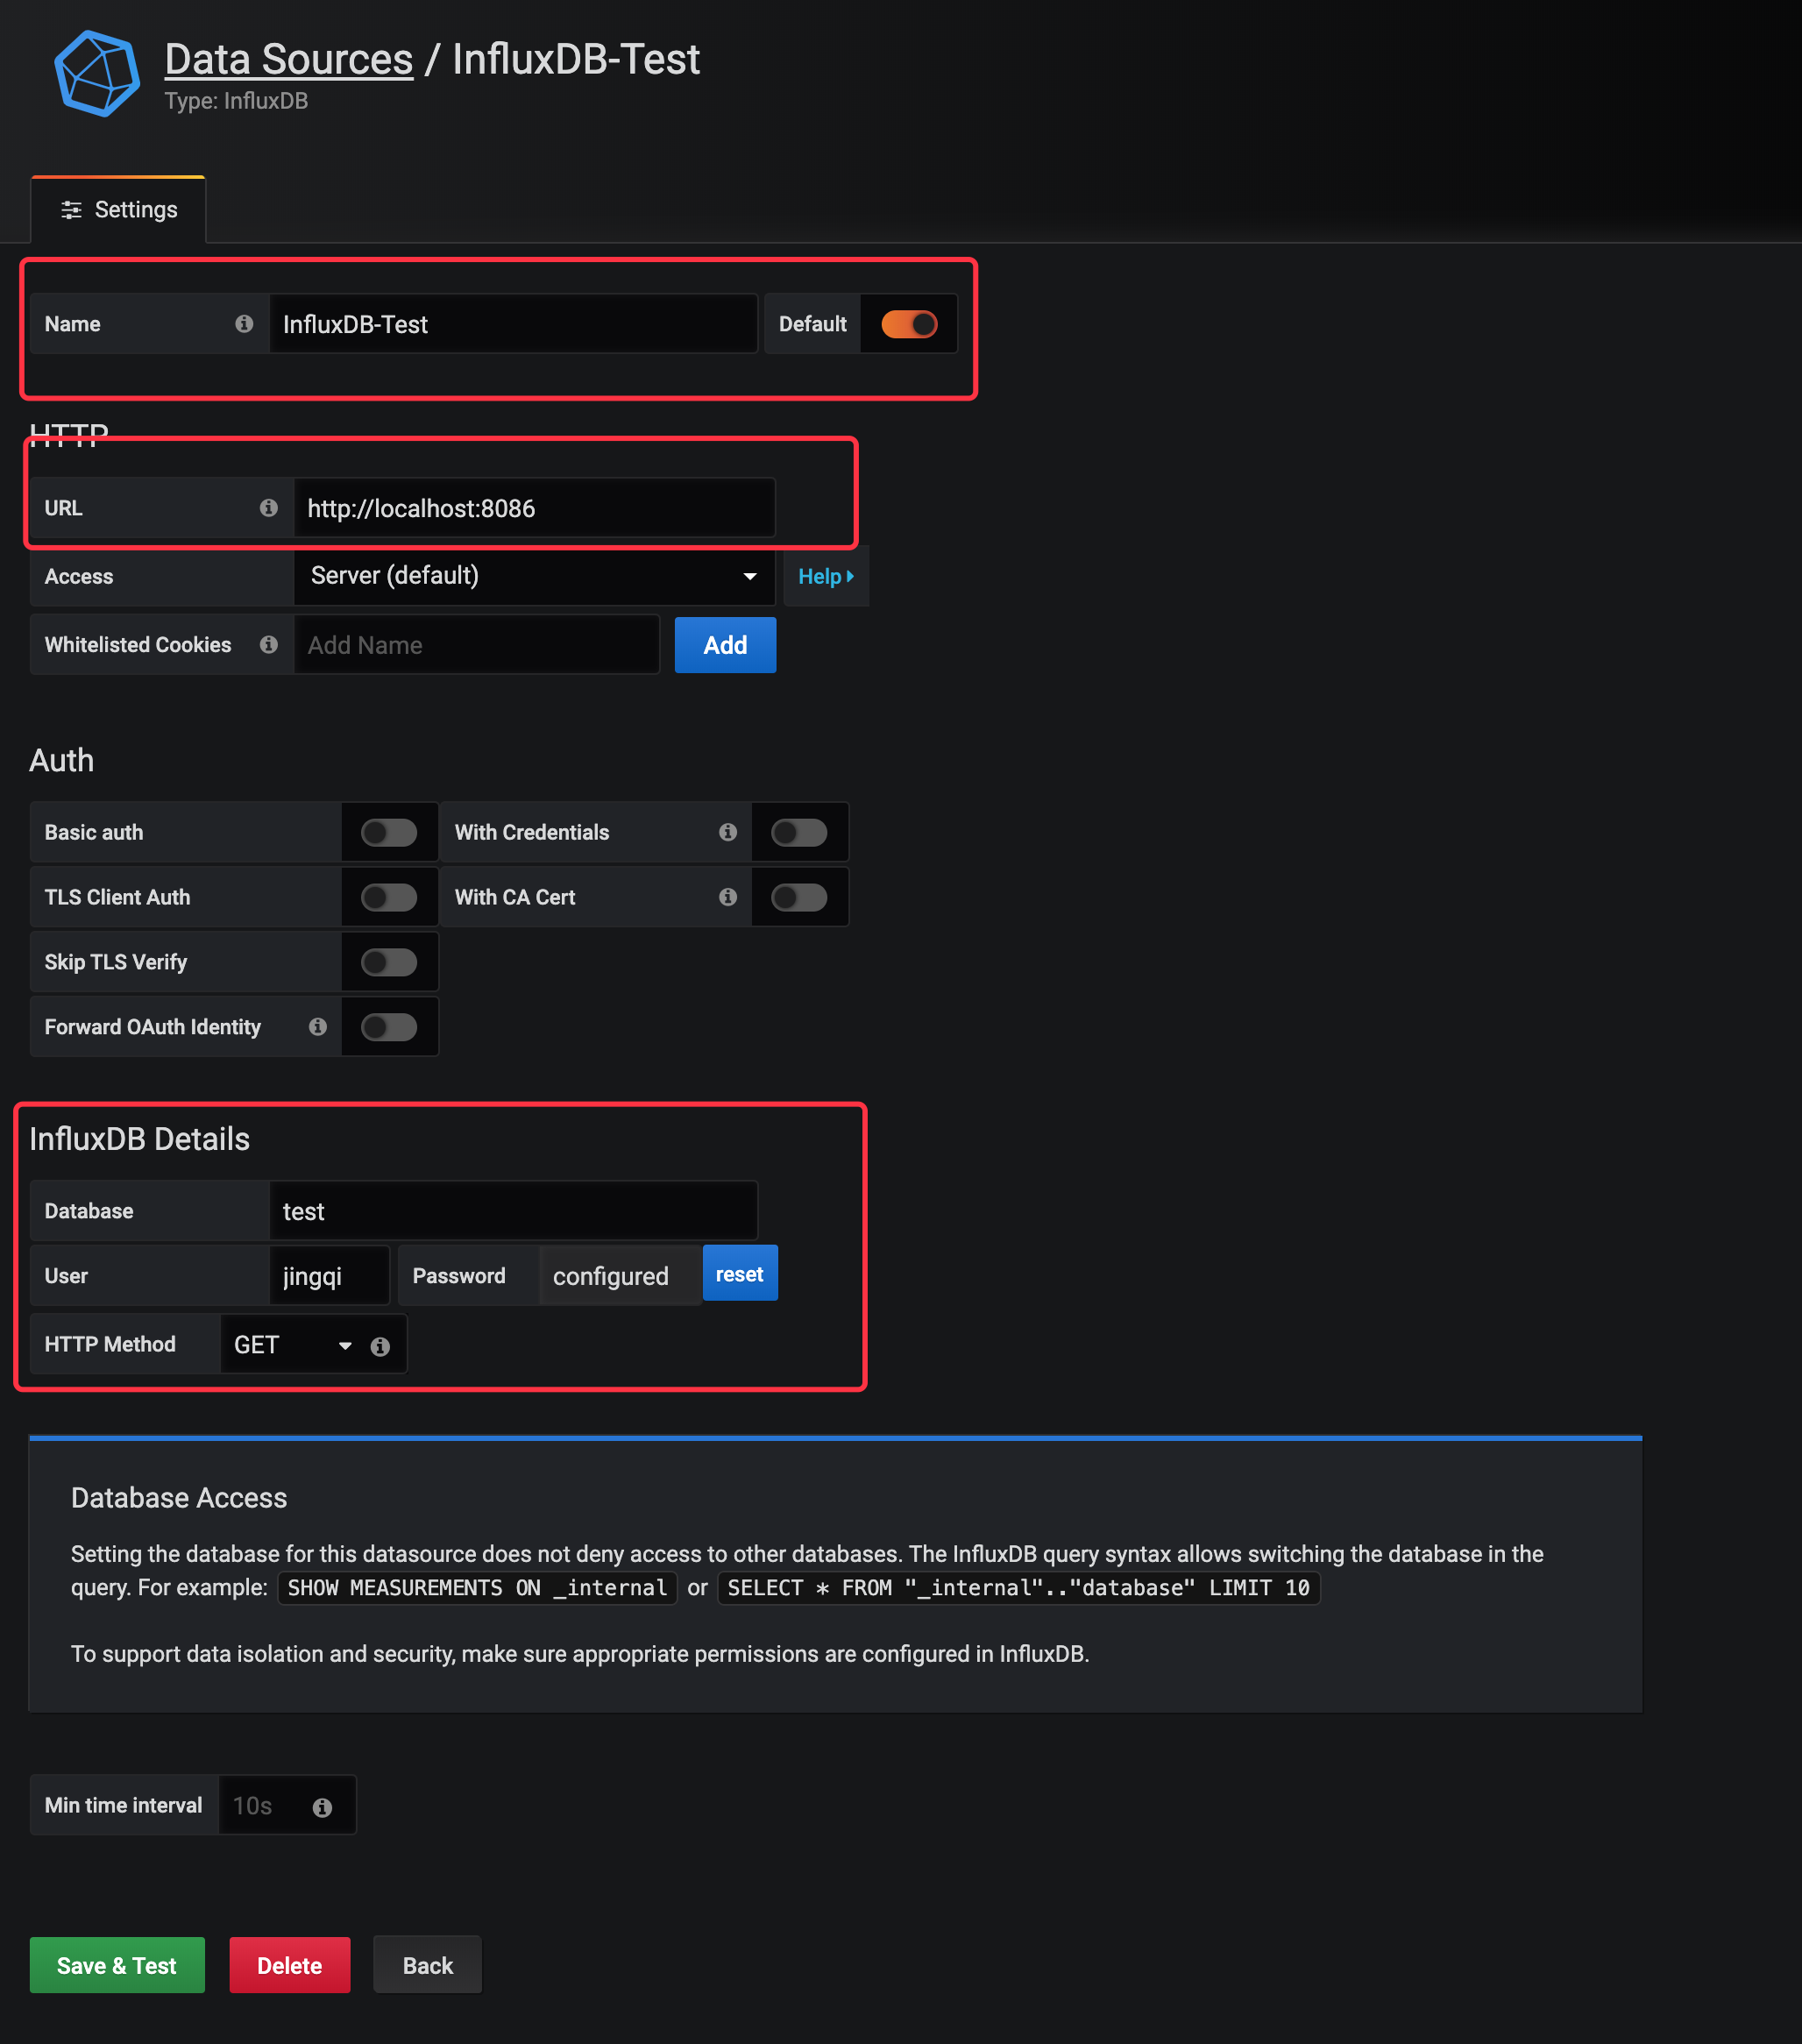 Data Sources / InfluxDB-Test
Type: InfluxDB
Settings
Name InfluxDB-Test Default
HTTP
URL http://localhost:8086
Access Server (default) Help
Whitelisted Cookies Add Name Add
Auth
Basic auth With Credentials
TLS Client Auth With CA Cert
Skip TLS Verify
Forward OAuth Identity
InfluxDB Details
Database test
User jingqi Password configured reset
HTTP Method GET
Database Access
Setting the database for this datasource does not deny access to other databases. The InfluxDB query syntax allows switching the database in the
query. For example: SHOW MEASUREMENTS ON _internal or SELECT * FROM "_internal".."database" LIMIT 10
To support data isolation and security, make sure appropriate permissions are configured in InfluxDB.
Min time interval 10s
Save & Test Delete Back